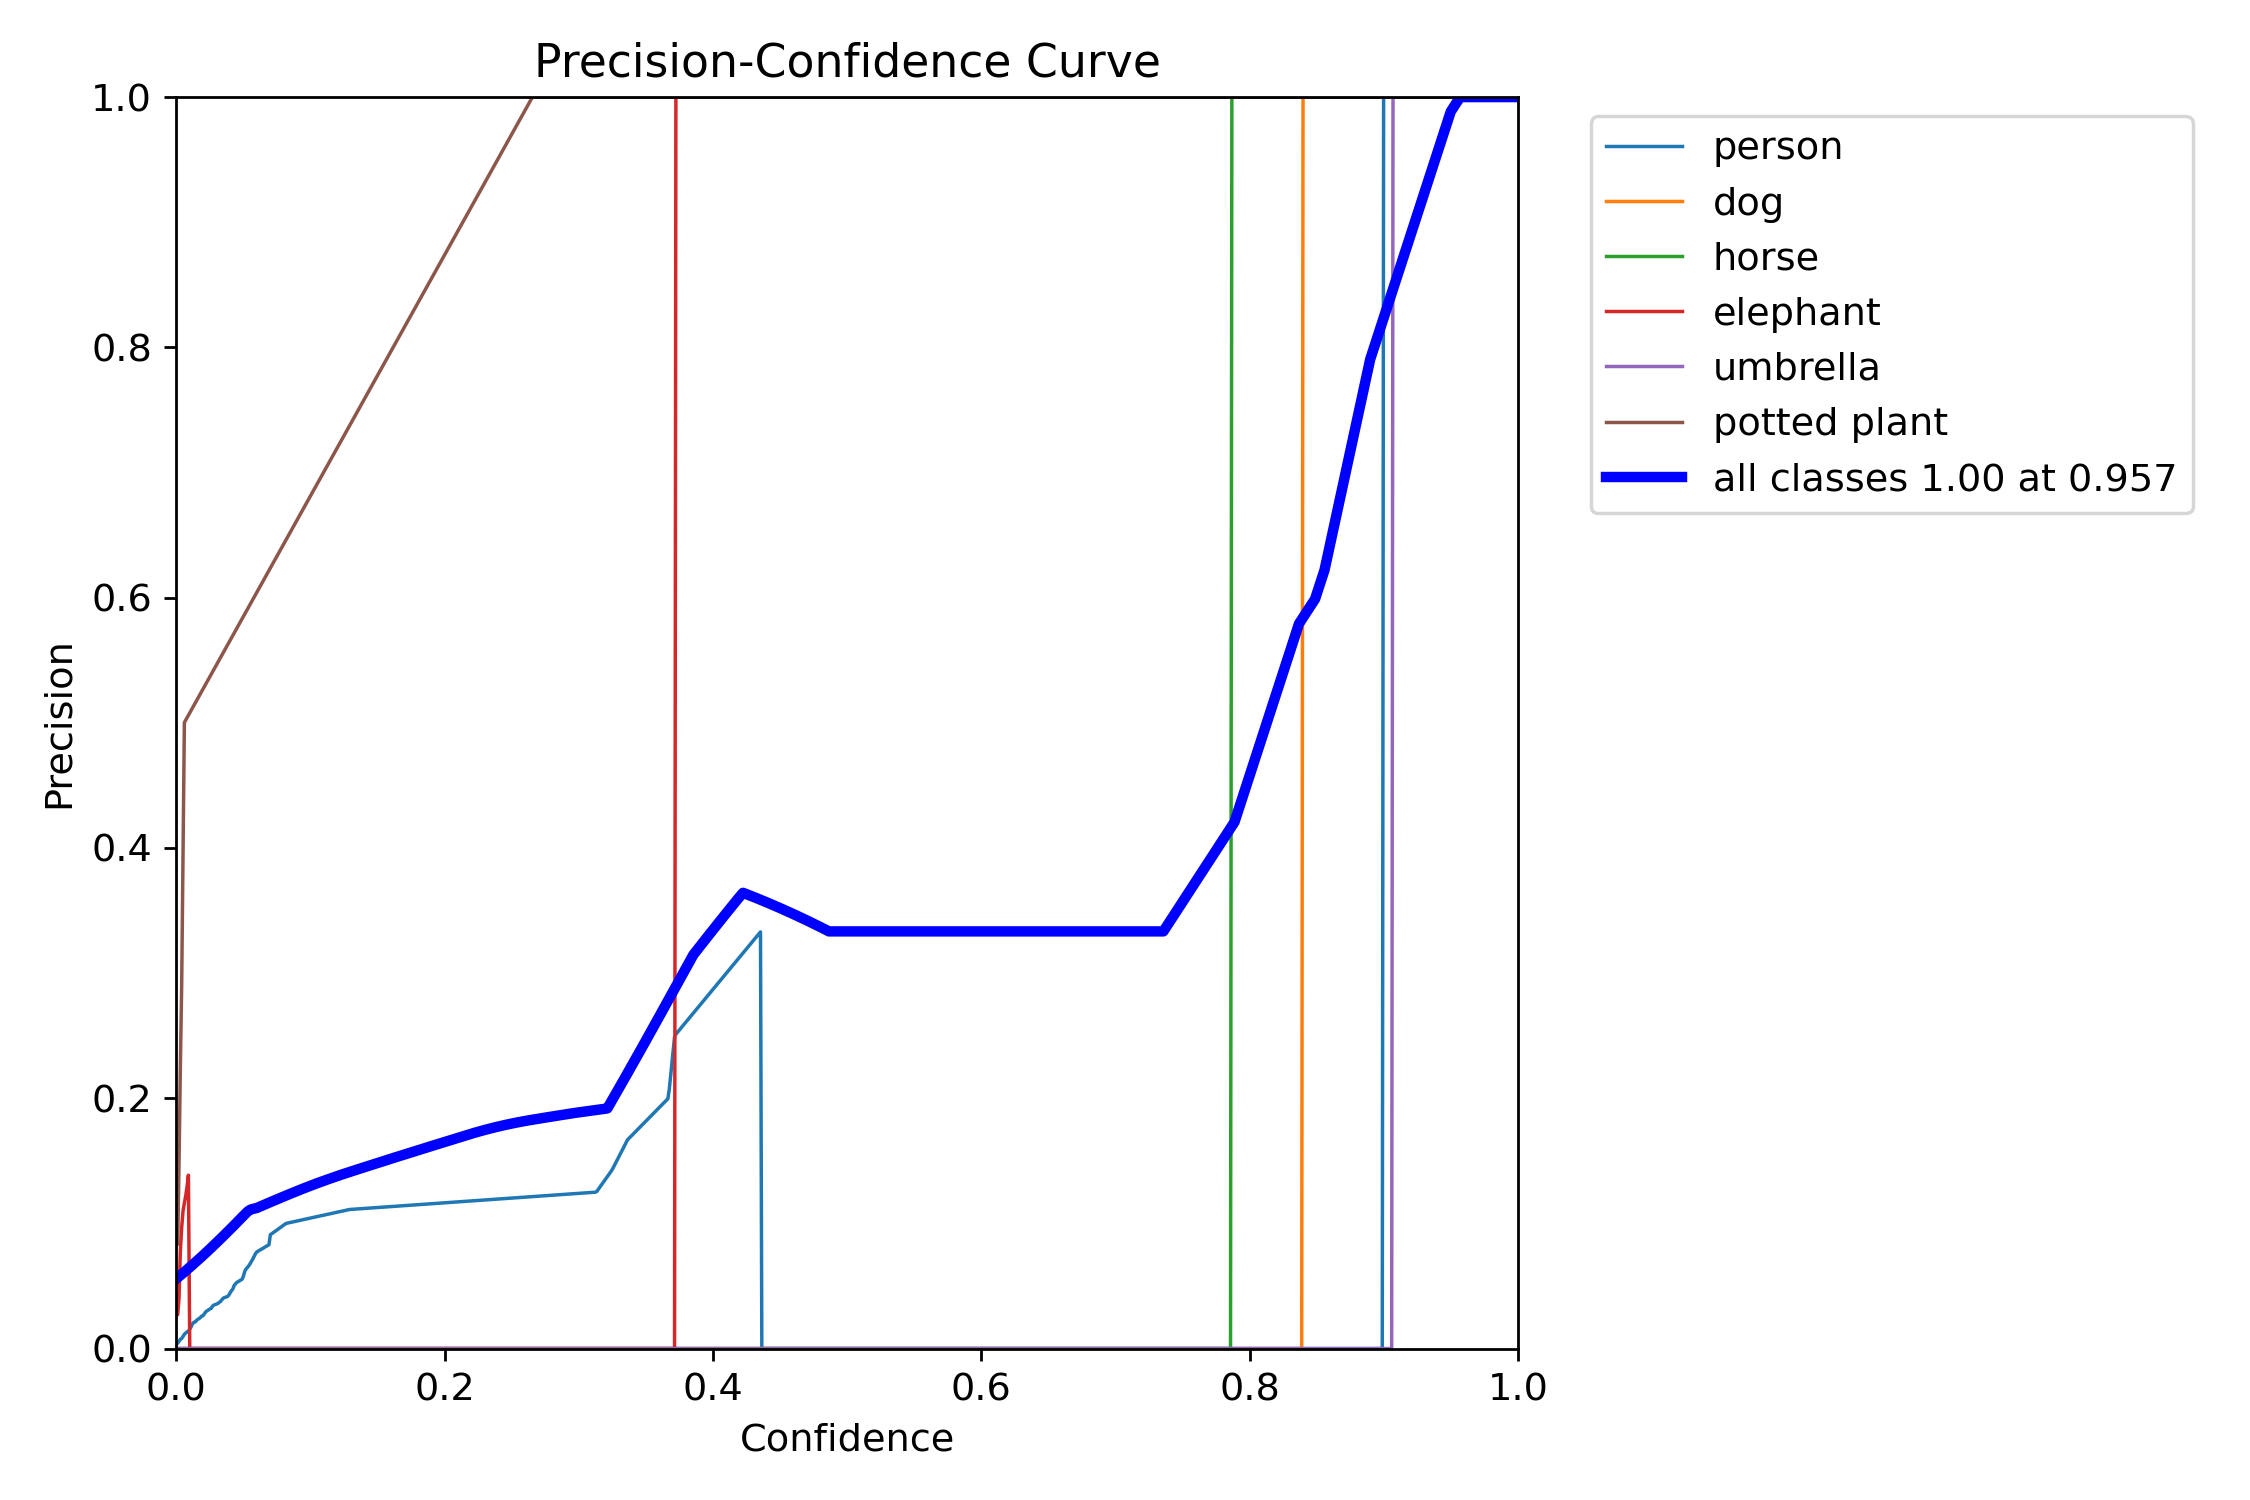 Precision-Confidence Curve
1.0
0.8
0.6
0.4
0.2
0.0
Precision
0.0 0.2 0.4 0.6 0.8 1.0
Confidence
person
dog
horse
elephant
umbrella
potted plant
all classes 1.00 at 0.957